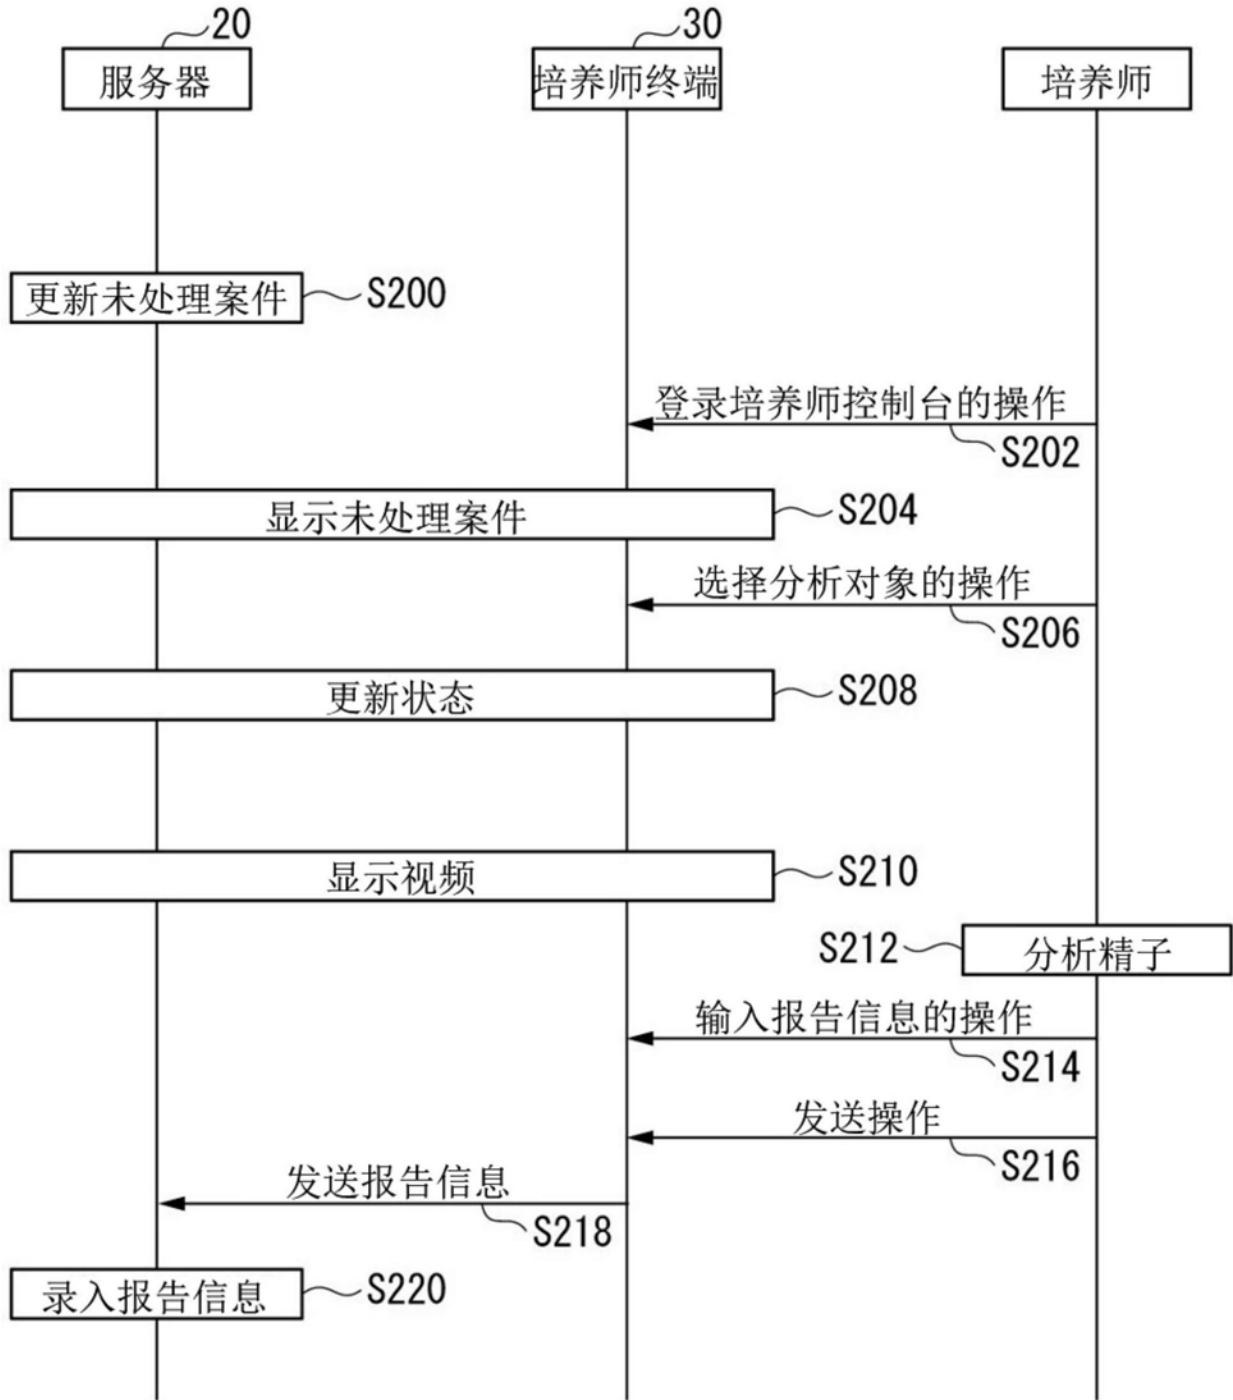 20
30
服务器
培养师终端
培养师
更新未处理案件
S200
登录培养师控制台的操作
S202
显示未处理案件
S204
选择分析对象的操作
S206
更新状态
S208
显示视频
S210
S212
分析精子
输入报告信息的操作
S214
发送操作
S216
发送报告信息
S218
录入报告信息
S220